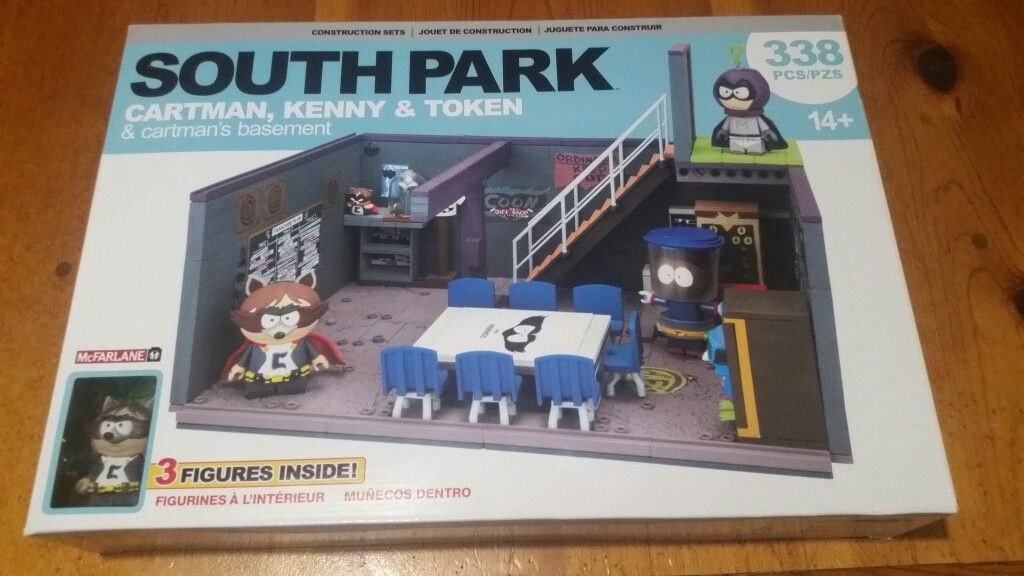 CONSTRUCTION SETS | JOUET DE CONSTRUCTION | JUGUETE PARA CONSTRUIR
SOUTH PARK
CARTMAN, KENNY & TOKEN
& cartman's basement
338
PCS/PZS
14+
COON
C
McFARLANE
C
3 FIGURES INSIDE!
FIGURINES À L'INTÉRIEUR MUÑECOS DENTRO